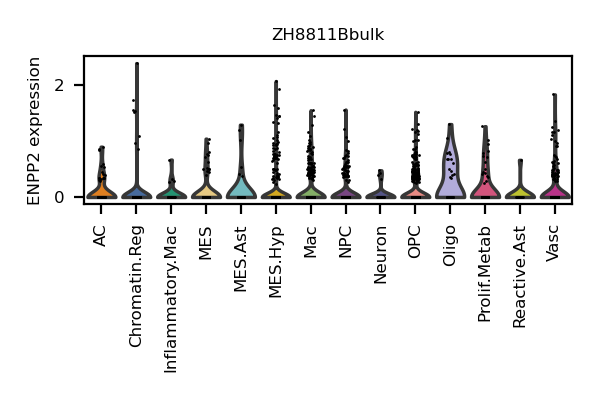 ZH8811Bbulk
ENPP2 expression
2
0
AC
Chromatin.Reg
Inflammatory.Mac
MES
MES.Ast
MES.Hyp
Mac
NPC
Neuron
OPC
Oligo
Prolif.Metab
Reactive.Ast
Vasc